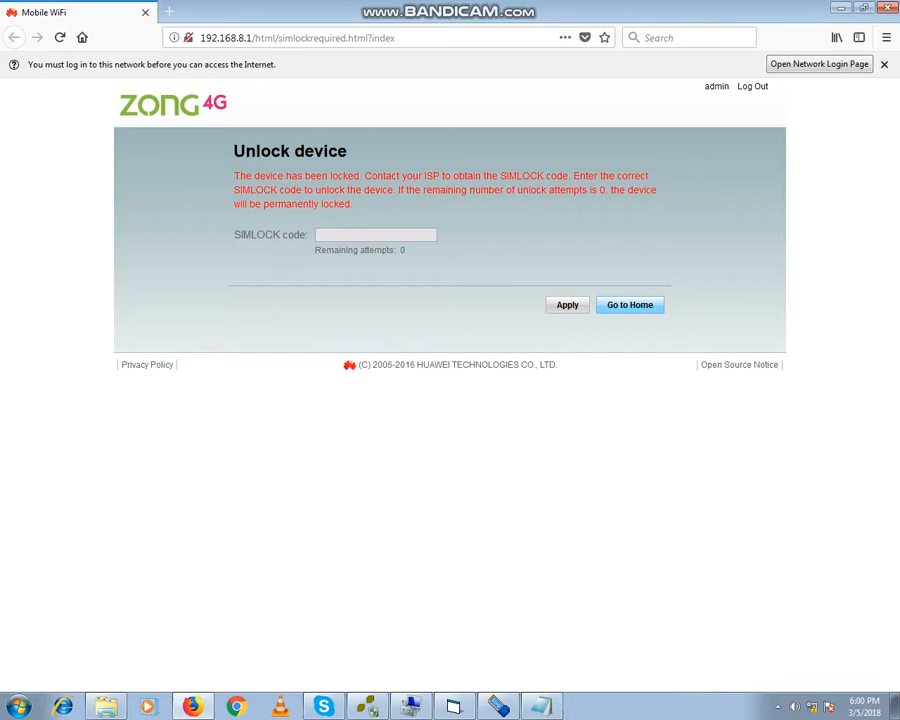 Mobile WiFi
www.BANDICAM.com
192.168.8.1/html/simlockrequired.html?index
Search
You must log in to this network before you can access the Internet.
Open Network Login Page
admin Log Out
ZONG 4G
Unlock device
The device has been locked. Contact your ISP to obtain the SIMLOCK code. Enter the correct
SIMLOCK code to unlock the device. If the remaining number of unlock attempts is 0, the device
will be permanently locked.
SIMLOCK code:
Remaining attempts: 0
Apply
Go to Home
Privacy Policy
(C) 2006-2016 HUAWEI TECHNOLOGIES CO., LTD.
Open Source Notice
6:00 PM
3/5/2018